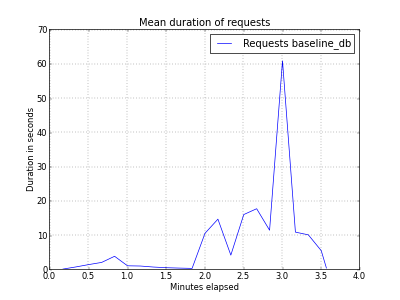 Mean duration of requests
Requests baseline_db
Duration in seconds
70
60
50
40
30
20
10
0
0.0 0.5 1.0 1.5 2.0 2.5 3.0 3.5 4.0
Minutes elapsed